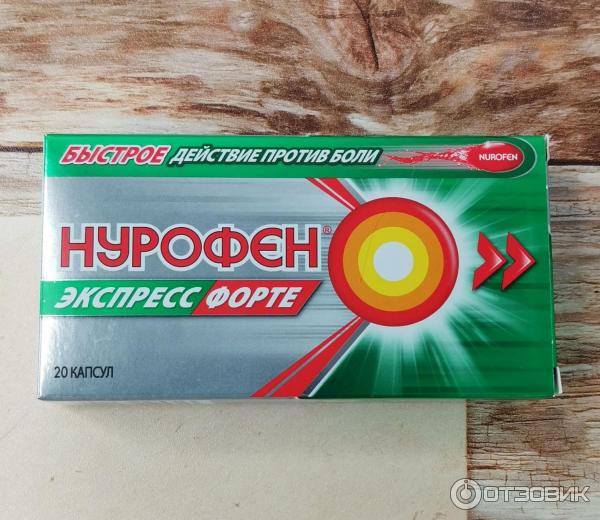 БЫСТРОЕ ДЕЙСТВИЕ ПРОТИВ БОЛИ
NUROFEN
НУРОФЕН®
ЭКСПРЕСС ФОРТЕ
20 КАПСУЛ
ОТЗОВИК